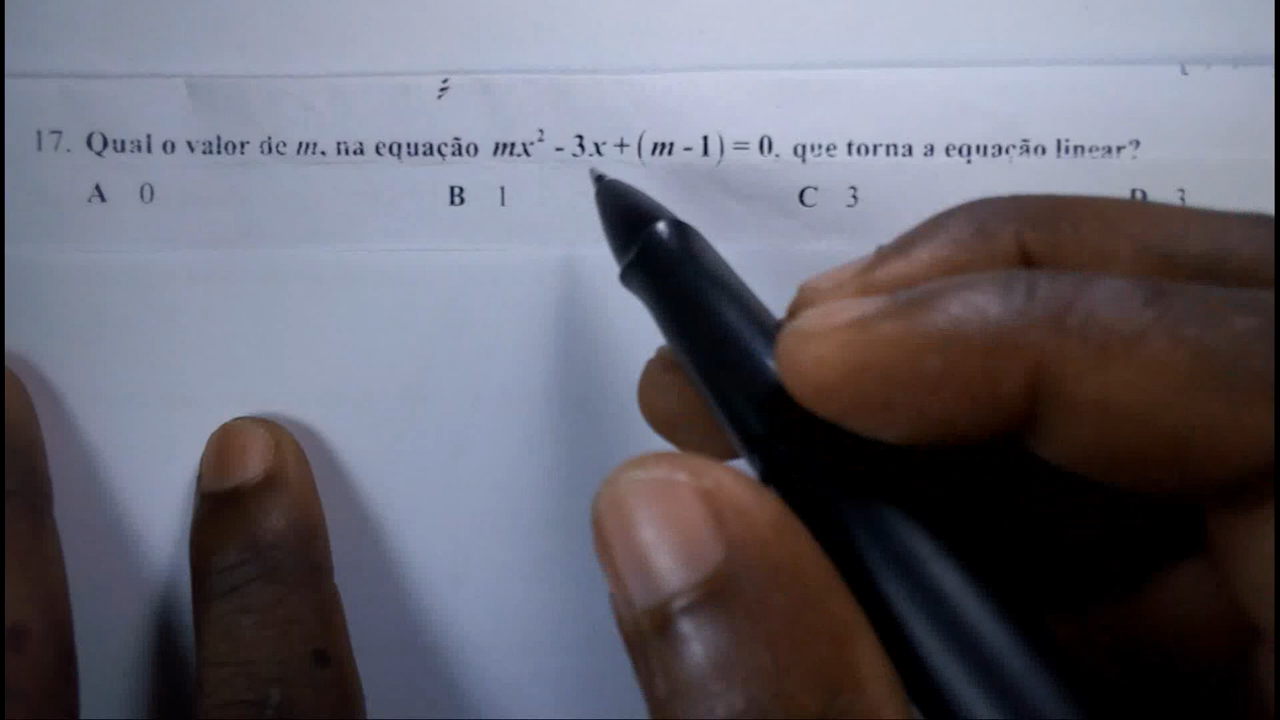 17. Qual o valor de m, na equação mx² - 3x + (m - 1) = 0, que torna a equação linear?
A 0 B 1 C 3